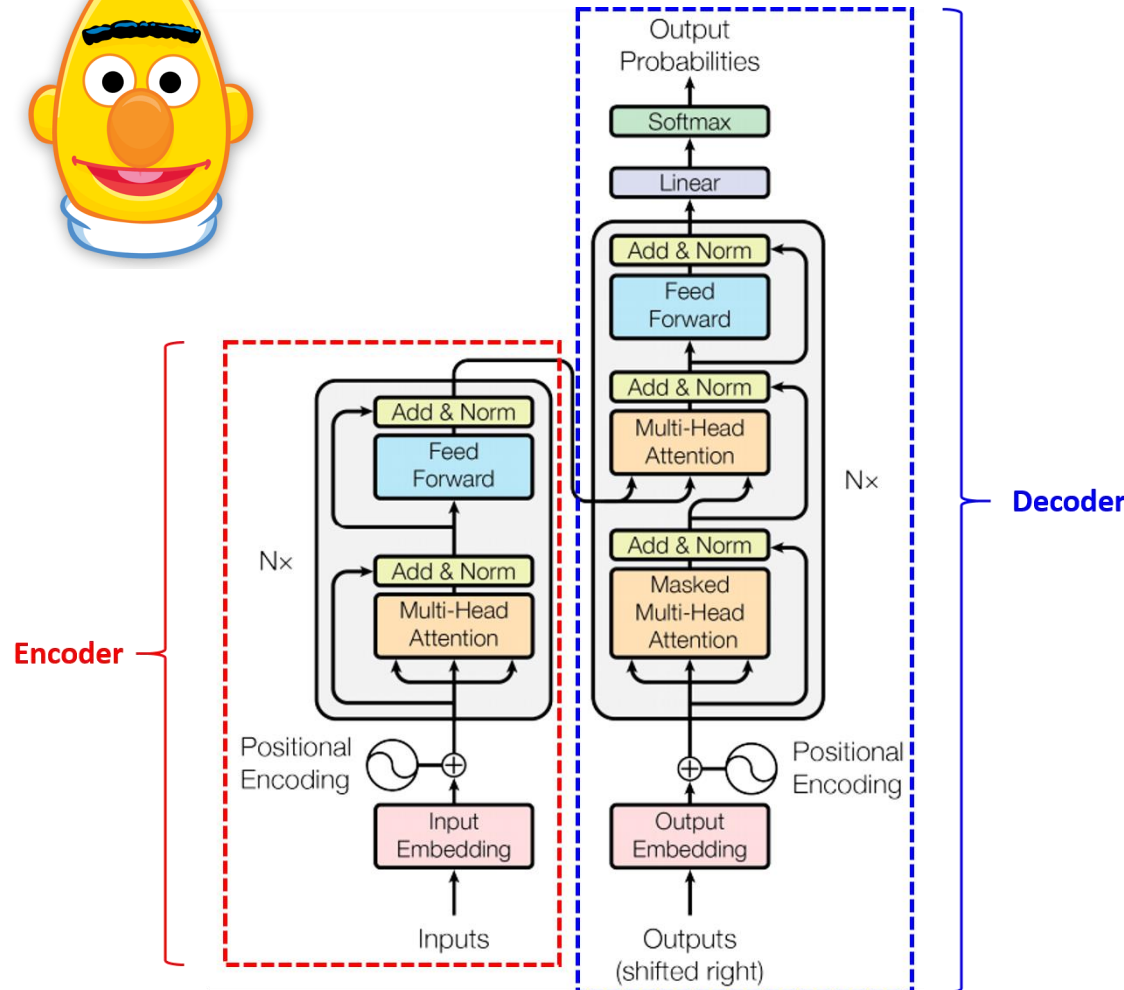 Output
Probabilities
Softmax
Linear
Add & Norm
Feed
Forward
Add & Norm
Multi-Head
Attention
Add & Norm
Masked
Multi-Head
Attention
Nx
Positional
Encoding
Output
Embedding
Outputs
(shifted right)
Decoder
Add & Norm
Feed
Forward
Add & Norm
Multi-Head
Attention
Nx
Positional
Encoding
Input
Embedding
Inputs
Encoder